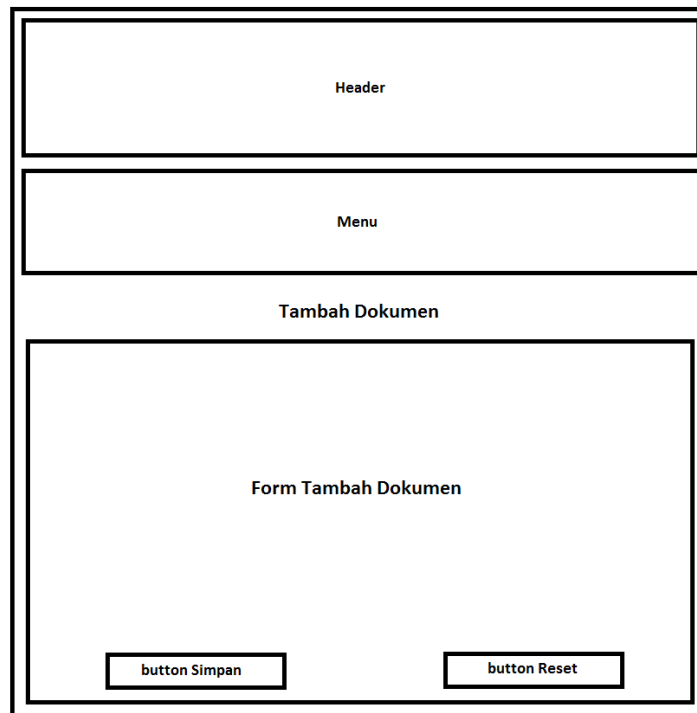 Header
Menu
Tambah Dokumen
Form Tambah Dokumen
button Simpan
button Reset